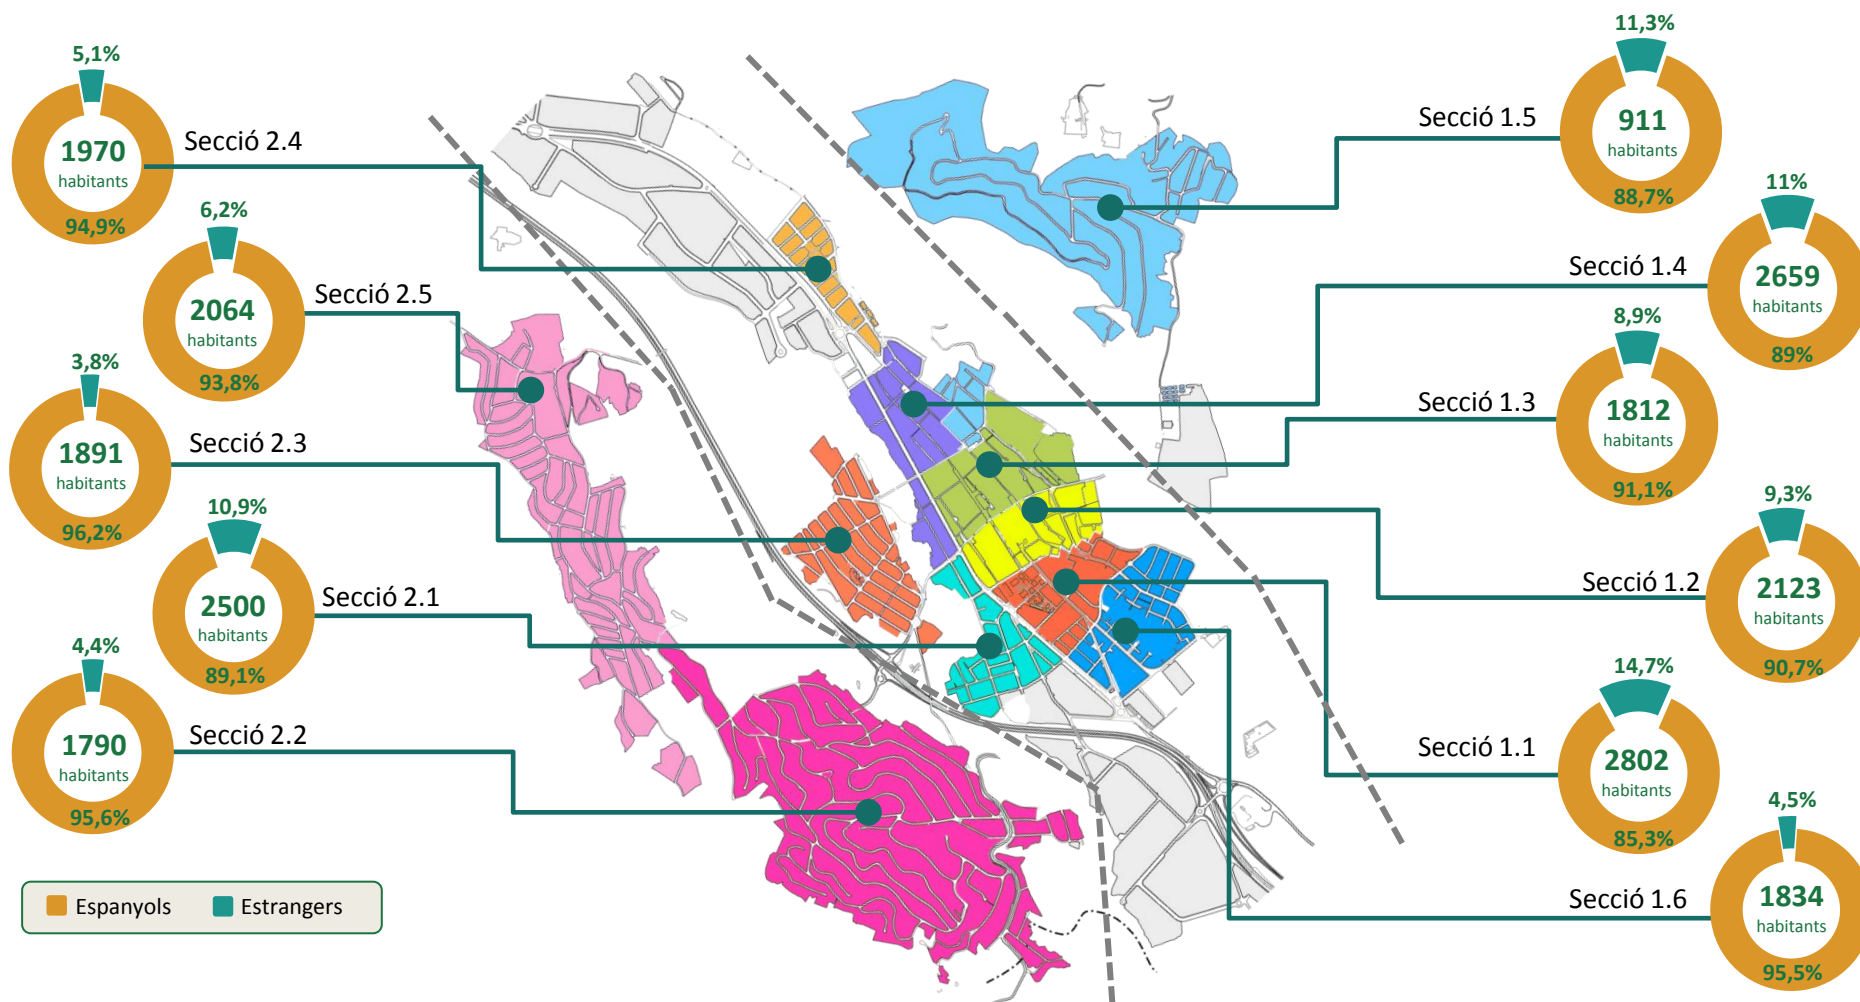 5,1%
1970
habitants
94,9%
Secció 2.4
6,2%
2064
habitants
93,8%
Secció 2.5
3,8%
1891
habitants
96,2%
Secció 2.3
10,9%
2500
habitants
89,1%
Secció 2.1
4,4%
1790
habitants
95,6%
Secció 2.2
Espanyols
Estrangers
11,3%
911
habitants
88,7%
Secció 1.5
11%
2659
habitants
89%
Secció 1.4
8,9%
1812
habitants
91,1%
Secció 1.3
9,3%
2123
habitants
90,7%
Secció 1.2
14,7%
2802
habitants
85,3%
Secció 1.1
4,5%
1834
habitants
95,5%
Secció 1.6